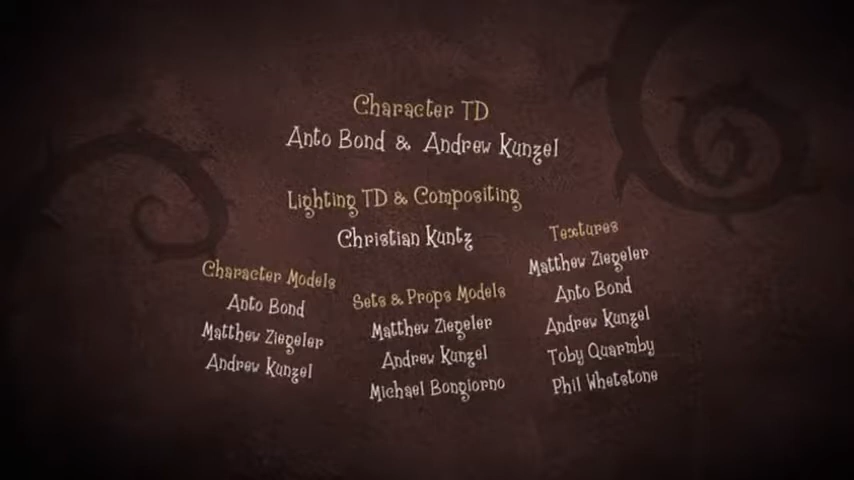 Character TD
Anto Bond & Andrew Kunzel
Lighting TD & Compositing
Christian Kuntz
Character Models
Anto Bond
Matthew Ziegeler
Andrew Kunzel
Sets & Props Models
Matthew Ziegeler
Andrew Kunzel
Michael Bongiorno
Textures
Matthew Ziegeler
Anto Bond
Andrew Kunzel
Toby Quarmby
Phil Whetstone